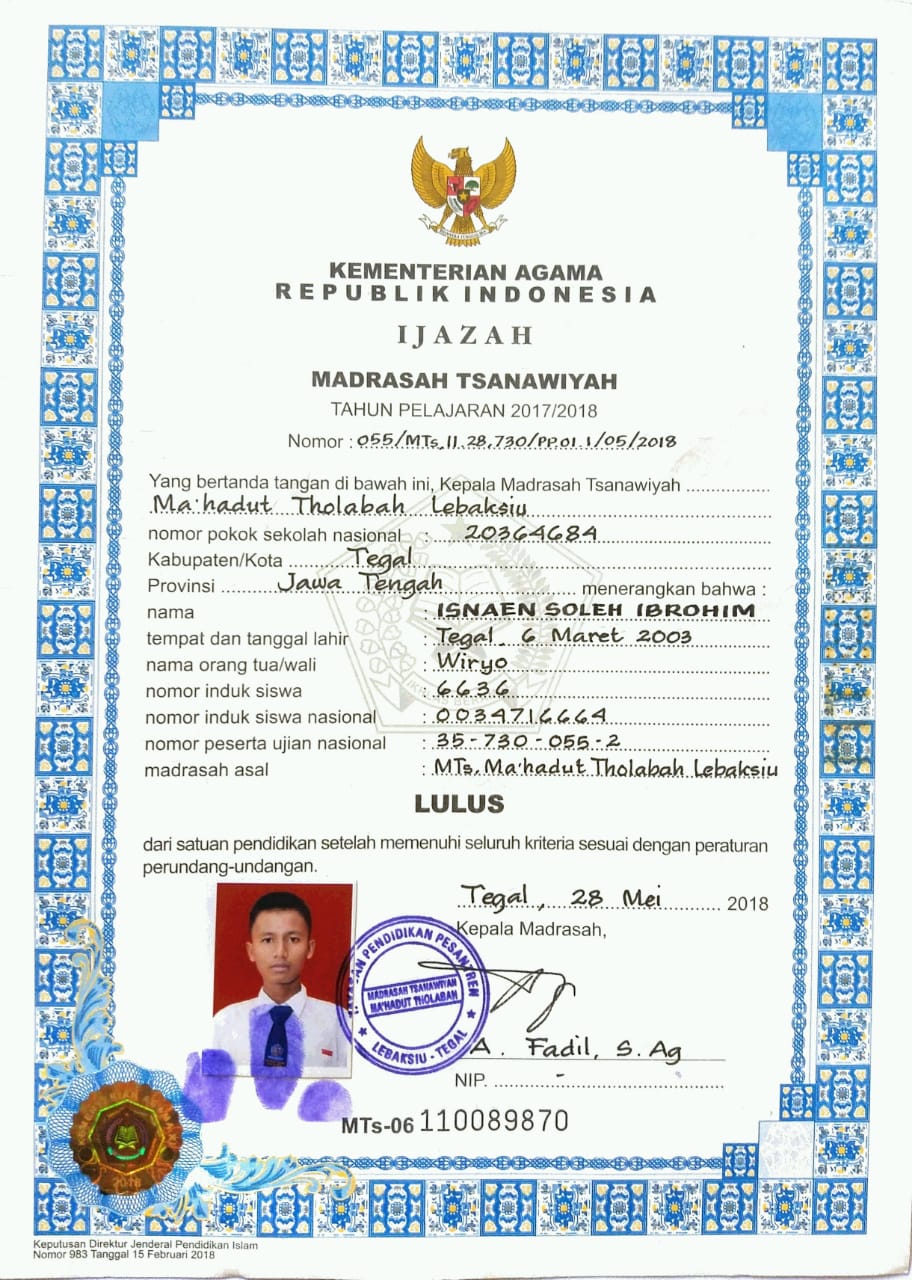 KEMENTERIAN AGAMA
REPUBLIK INDONESIA
IJAZAH
MADRASAH TSANAWIYAH
TAHUN PELAJARAN 2017/2018
Nomor : 055/MTs.11.28.730/PP.01.1/05/2018
Yang bertanda tangan di bawah ini, Kepala Madrasah Tsanawiyah
Ma'hadut Tholabah Lebaksiu
nomor pokok sekolah nasional : 20364684
Kabupaten/Kota Tegal
Provinsi Jawa Tengah menerangkan bahwa :
nama : ISNAEN SOLEH IBROHIM
tempat dan tanggal lahir : Tegal, 6 Maret 2003
nama orang tua/wali : Wiryo
nomor induk siswa : 6636
nomor induk siswa nasional : 0034716664
nomor peserta ujian nasional : 35-730-055-2
madrasah asal : MTs. Ma'hadut Tholabah Lebaksiu
LULUS
dari satuan pendidikan setelah memenuhi seluruh kriteria sesuai dengan peraturan
perundang-undangan.
Tegal, 28 Mei 2018
Kepala Madrasah,
PENDIDIKAN PESANTREN
MADRASAH TSANAWIYAH
MA'HADUT THOLABAH
LEBAKSIU - TEGAL
A. Fadil, S.Ag
NIP. -
MTs-06 110089870
2018
Keputusan Direktur Jenderal Pendidikan Islam
Nomor 983 Tanggal 15 Februari 2018